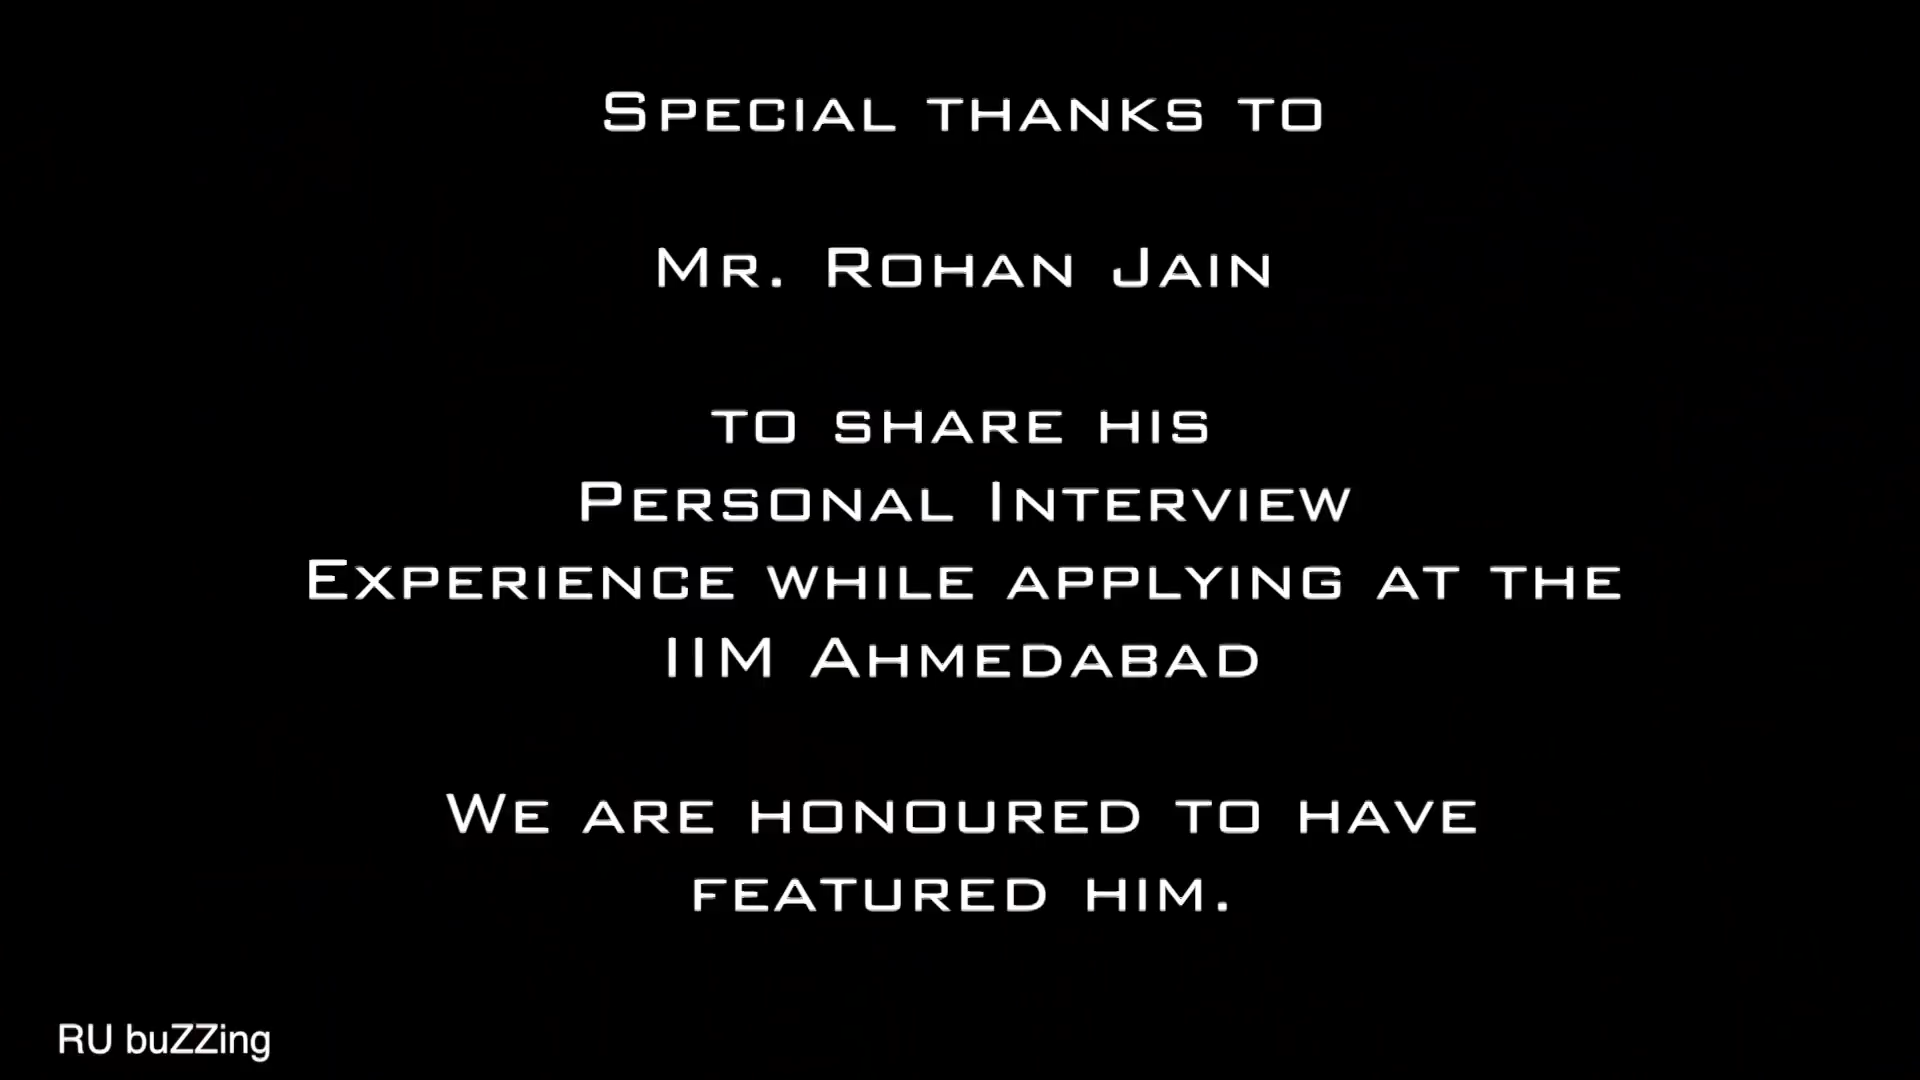 Special thanks to
Mr. Rohan Jain
to share his
Personal Interview
Experience while applying at the
IIM Ahmedabad
We are honoured to have
featured him.
RU buZZing